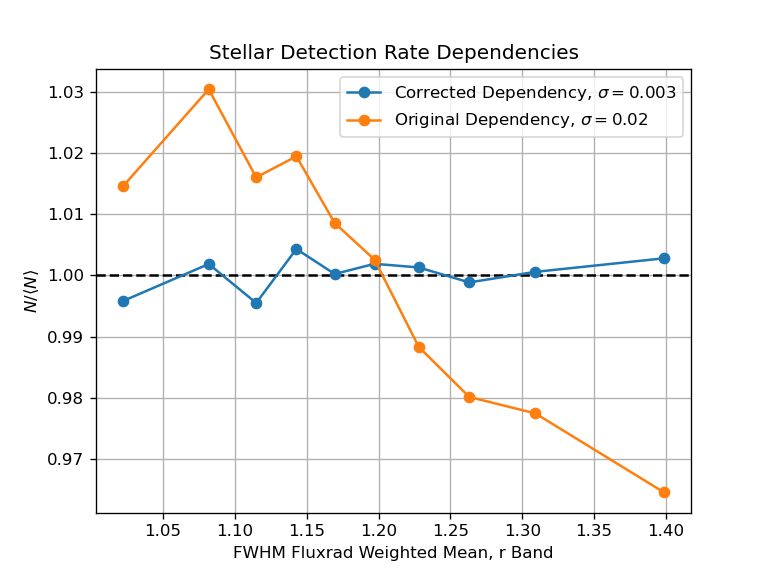 Stellar Detection Rate Dependencies
Corrected Dependency, σ = 0.003
Original Dependency, σ = 0.02
N/⟨N⟩
1.03
1.02
1.01
1.00
0.99
0.98
0.97
1.05 1.10 1.15 1.20 1.25 1.30 1.35 1.40
FWHM Fluxrad Weighted Mean, r Band